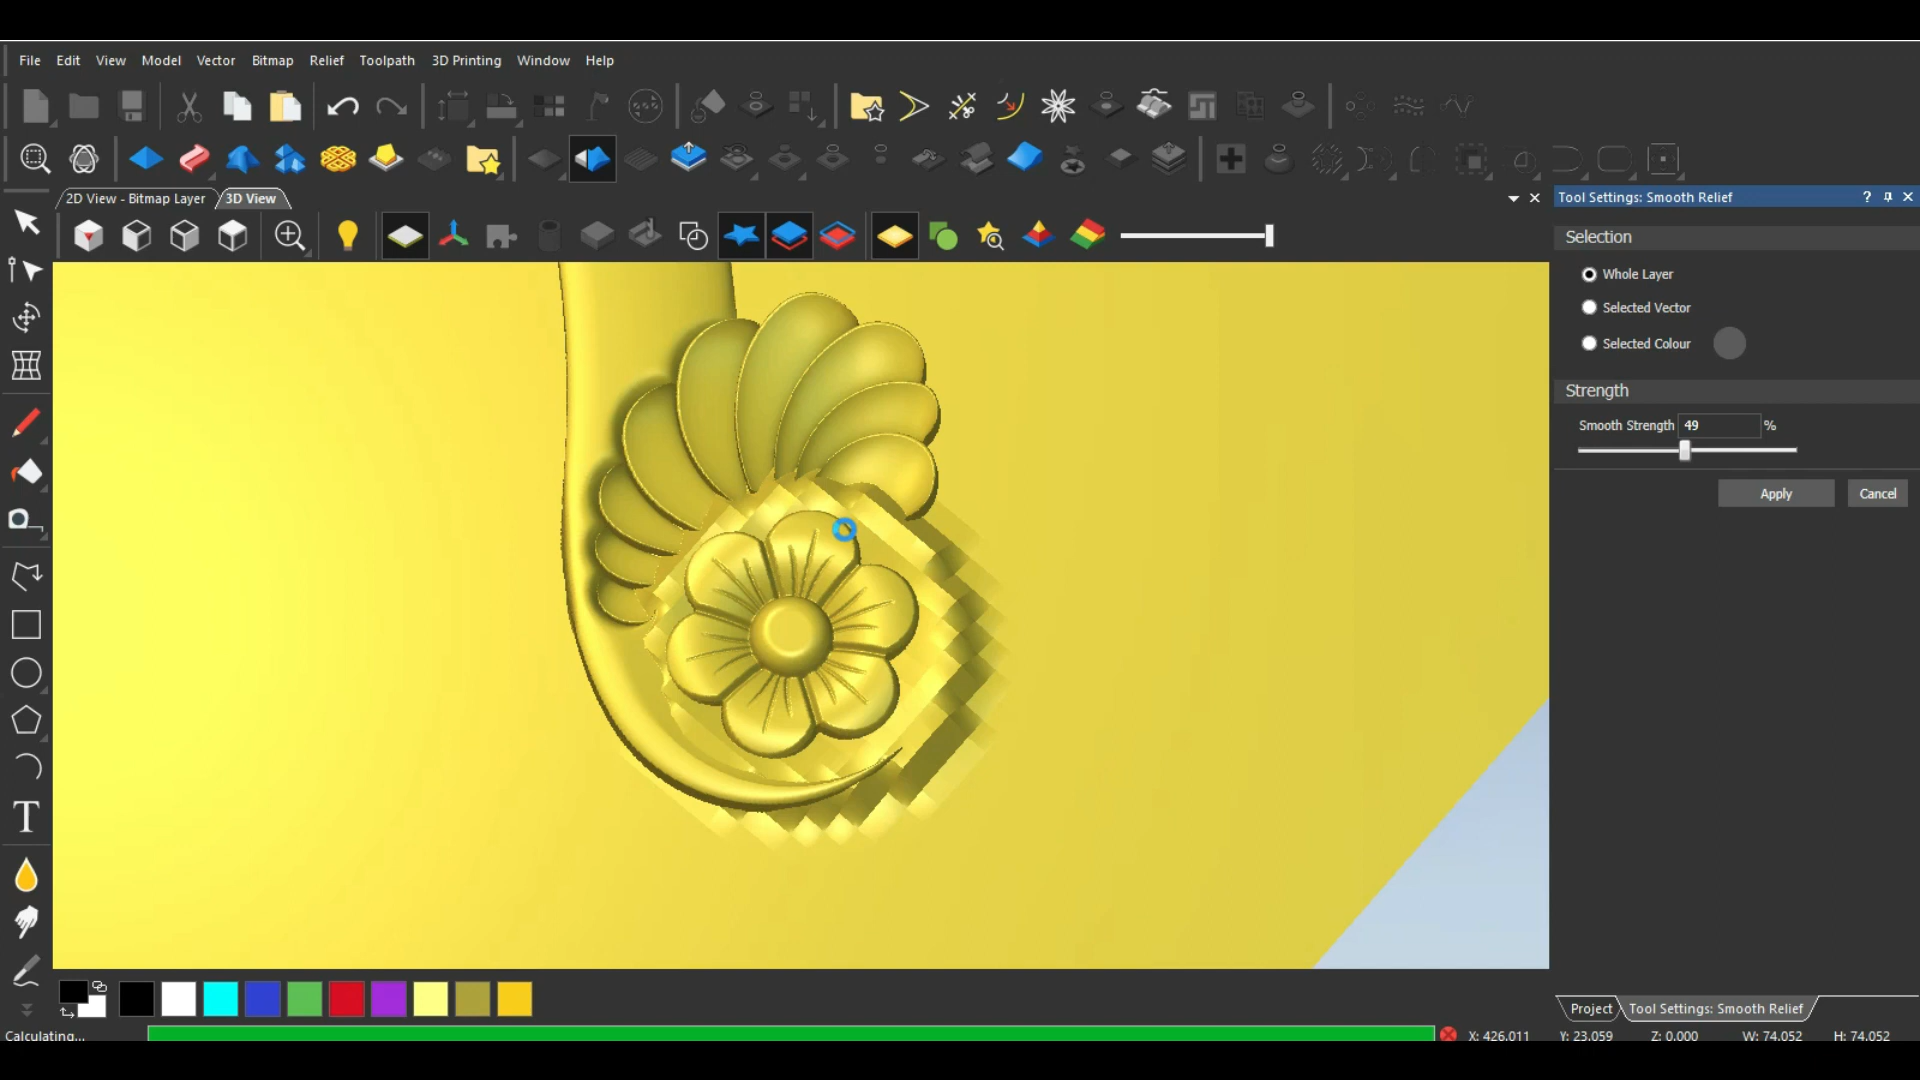 File Edit View Model Vector Bitmap Relief Toolpath 3D Printing Window Help
2D View - Bitmap Layer 3D View
Tool Settings: Smooth Relief ?
Selection
Whole Layer
Selected Vector
Selected Colour
Strength
Smooth Strength 49 %
Apply Cancel
T
Project Tool Settings: Smooth Relief
Calculating... X: 426.011 Y: 23.059 Z: 0.000 W: 74.052 H: 74.052